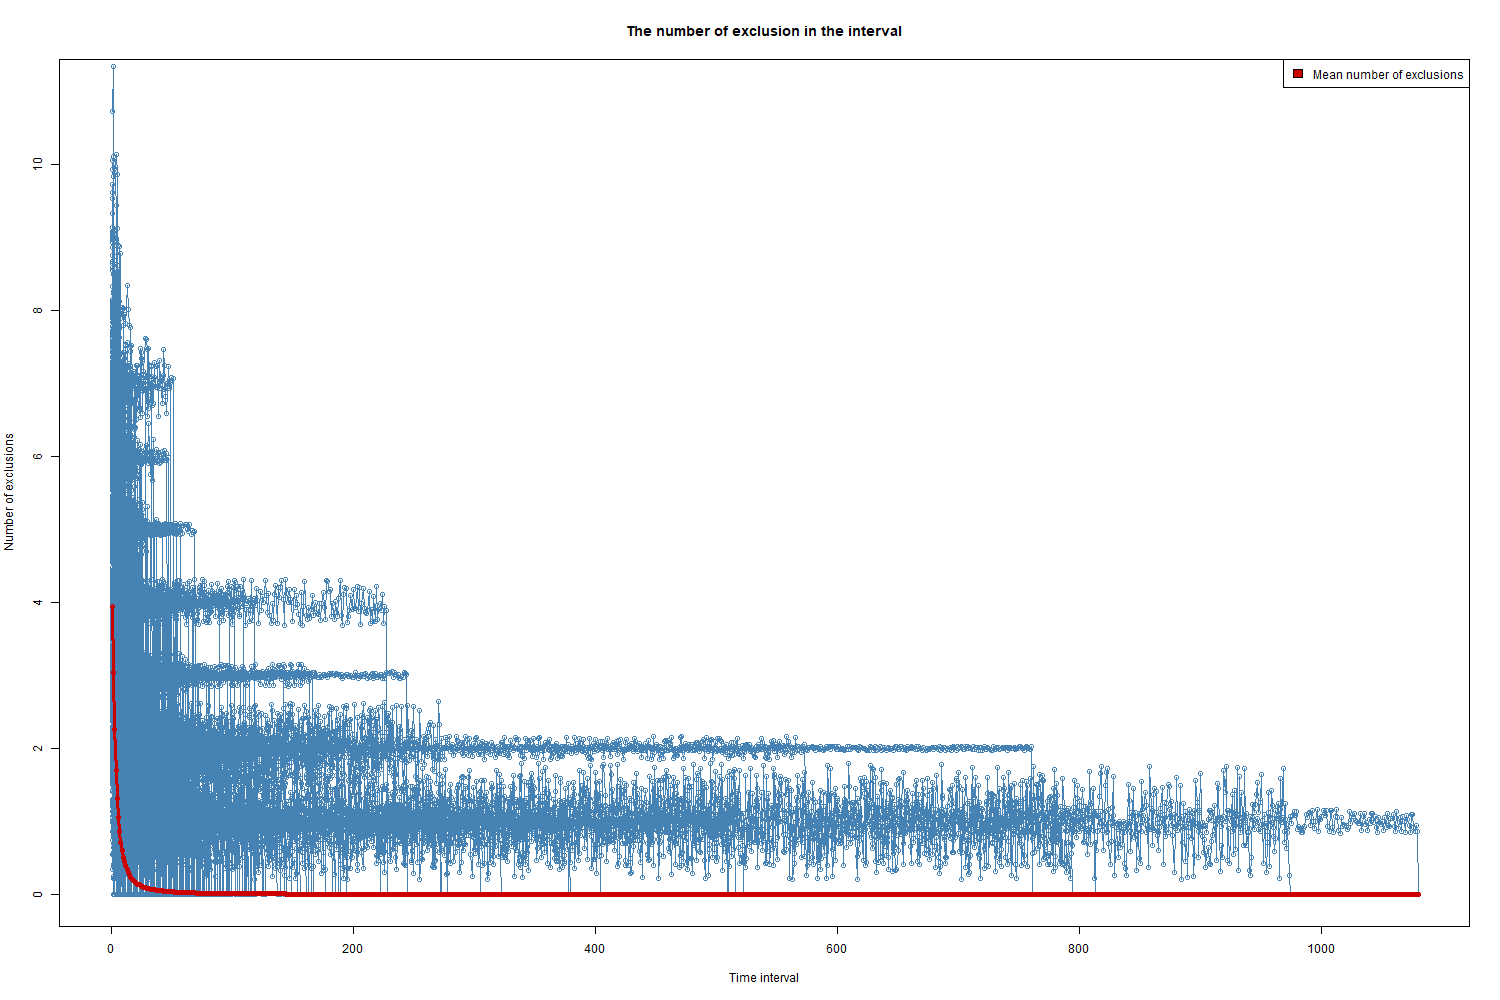 The number of exclusion in the interval
Mean number of exclusions
Number of exclusions
10
8
6
4
2
0
0 200 400 600 800 1000
Time interval